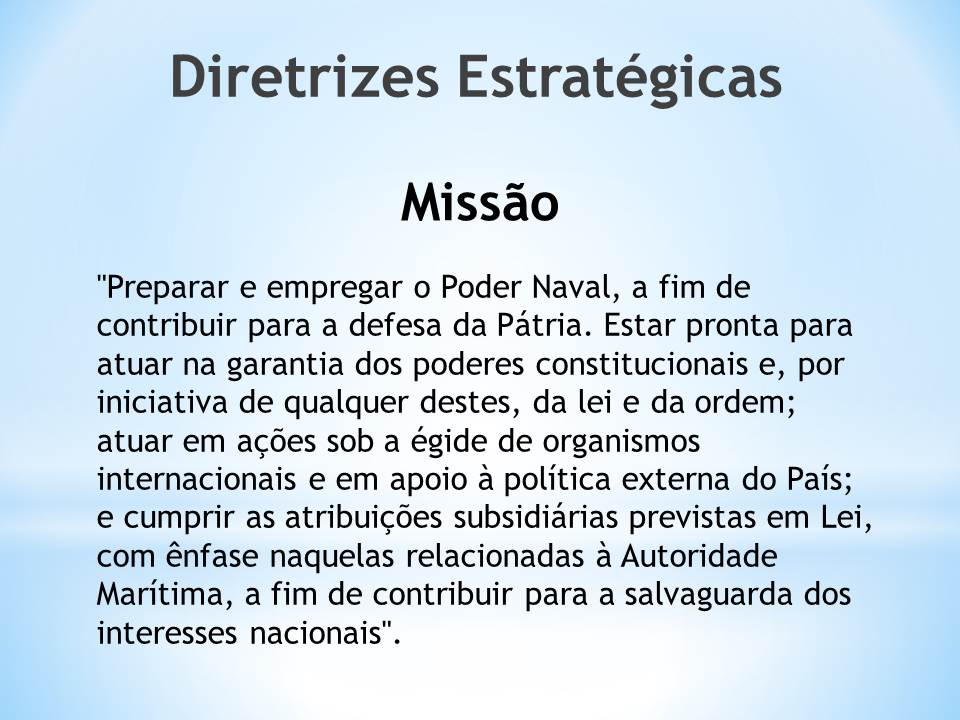 Diretrizes Estratégicas
Missão
"Preparar e empregar o Poder Naval, a fim de
contribuir para a defesa da Pátria. Estar pronta para
atuar na garantia dos poderes constitucionais e, por
iniciativa de qualquer destes, da lei e da ordem;
atuar em ações sob a égide de organismos
internacionais e em apoio à política externa do País;
e cumprir as atribuições subsidiárias previstas em Lei,
com ênfase naquelas relacionadas à Autoridade
Marítima, a fim de contribuir para a salvaguarda dos
interesses nacionais".